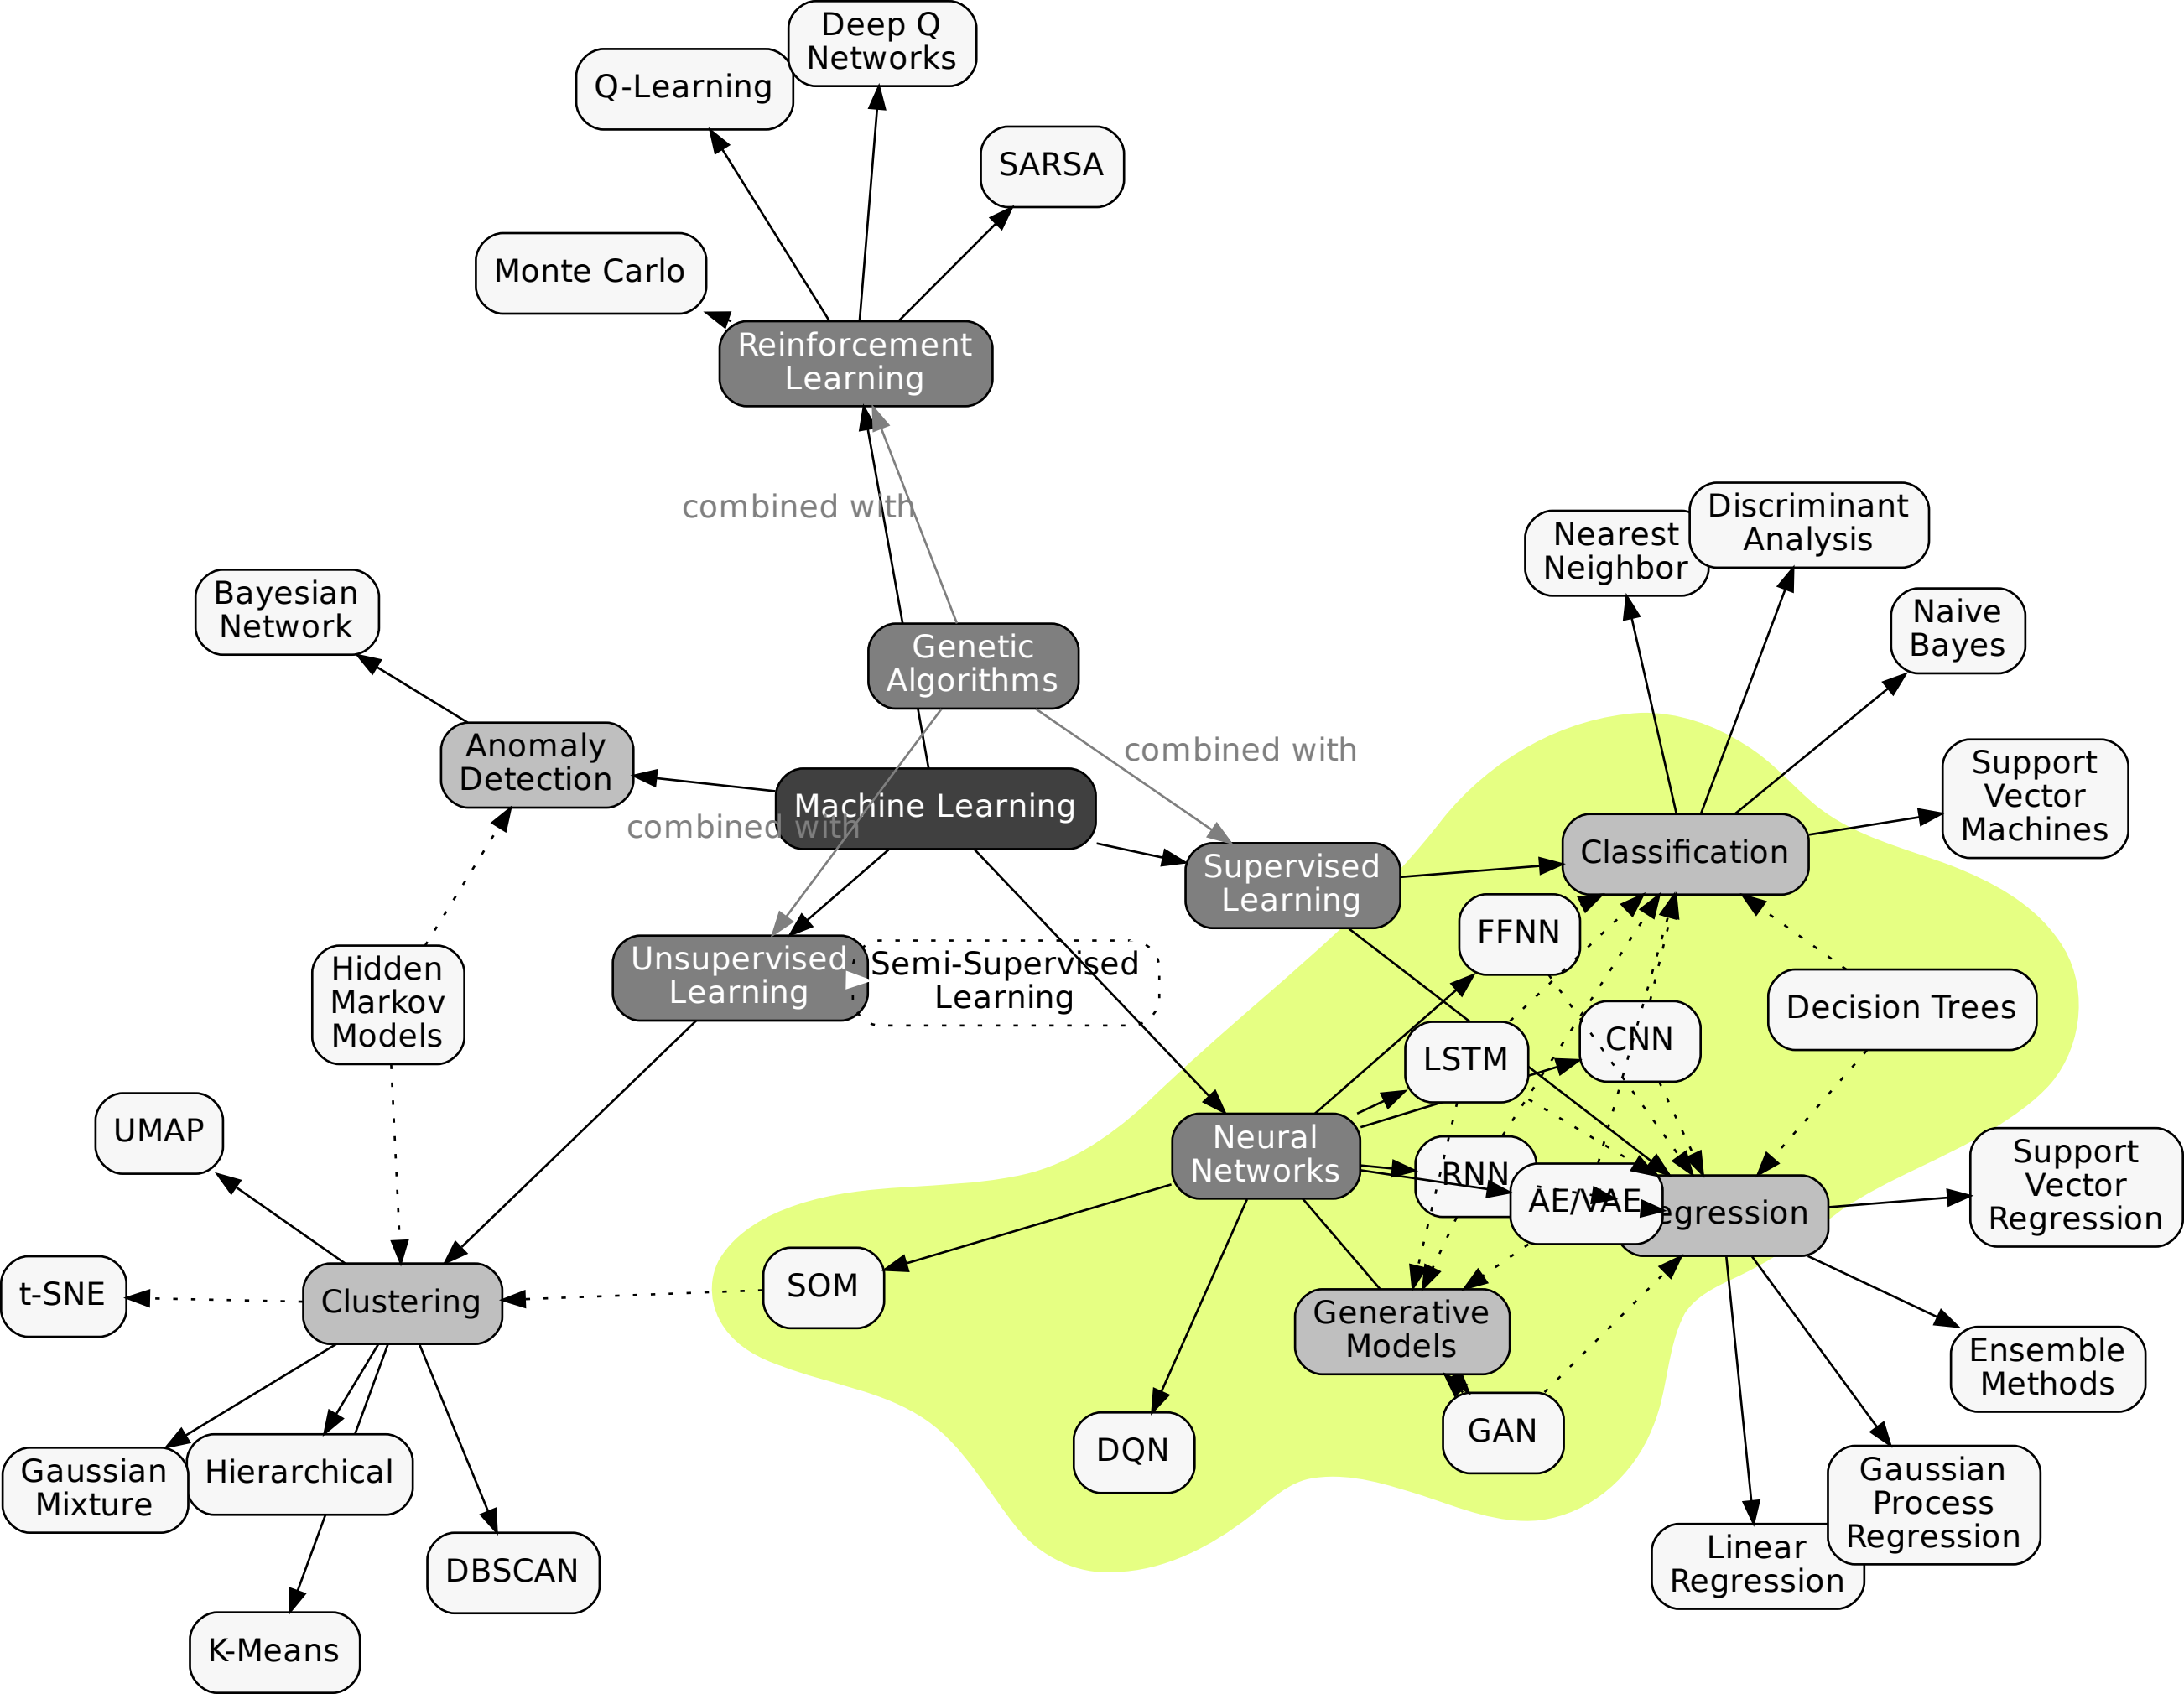 Deep Q
Networks
Q-Learning
SARSA
Monte Carlo
Reinforcement
Learning
combined with
Nearest
Neighbor
Discriminant
Analysis
Bayesian
Network
Naive
Bayes
Genetic
Algorithms
Anomaly
Detection
combined with
Machine Learning
combined with
Support
Vector
Machines
Supervised
Learning
Classification
FFNN
Unsupervised
Learning
Semi-Supervised
Learning
Hidden
Markov
Models
LSTM
CNN
Decision Trees
UMAP
Neural
Networks
RNN
AE/VAE
egression
Support
Vector
Regression
t-SNE
Clustering
SOM
Generative
Models
Ensemble
Methods
DQN
GAN
Gaussian
Mixture
Hierarchical
Gaussian
Process
Regression
Linear
Regression
DBSCAN
K-Means